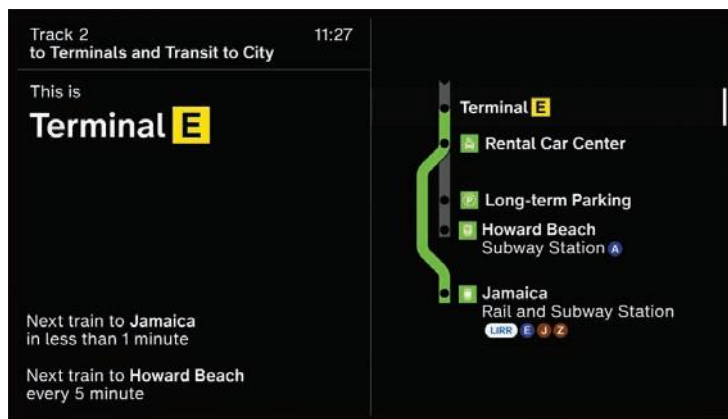 Track 2 11:27
to Terminals and Transit to City
This is
Terminal E
Next train to Jamaica
in less than 1 minute
Next train to Howard Beach
every 5 minute
Terminal E
Rental Car Center
P Long-term Parking
Howard Beach
Subway Station A
Jamaica
Rail and Subway Station
LIRR E J Z